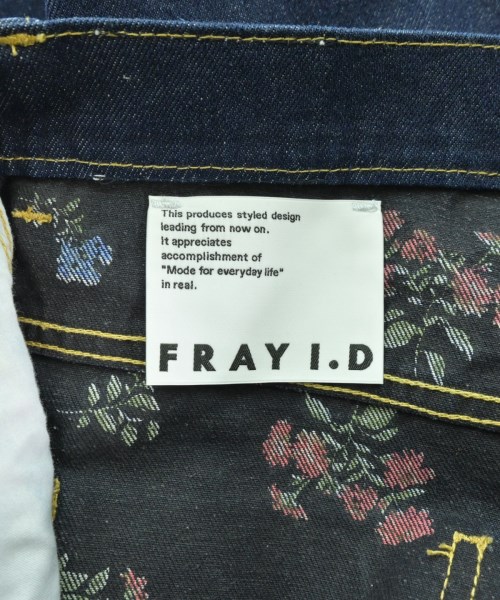 This produces styled design
leading from now on.
It appreciates
accomplishment of
"Mode for everyday life"
in real.
FRAY I.D